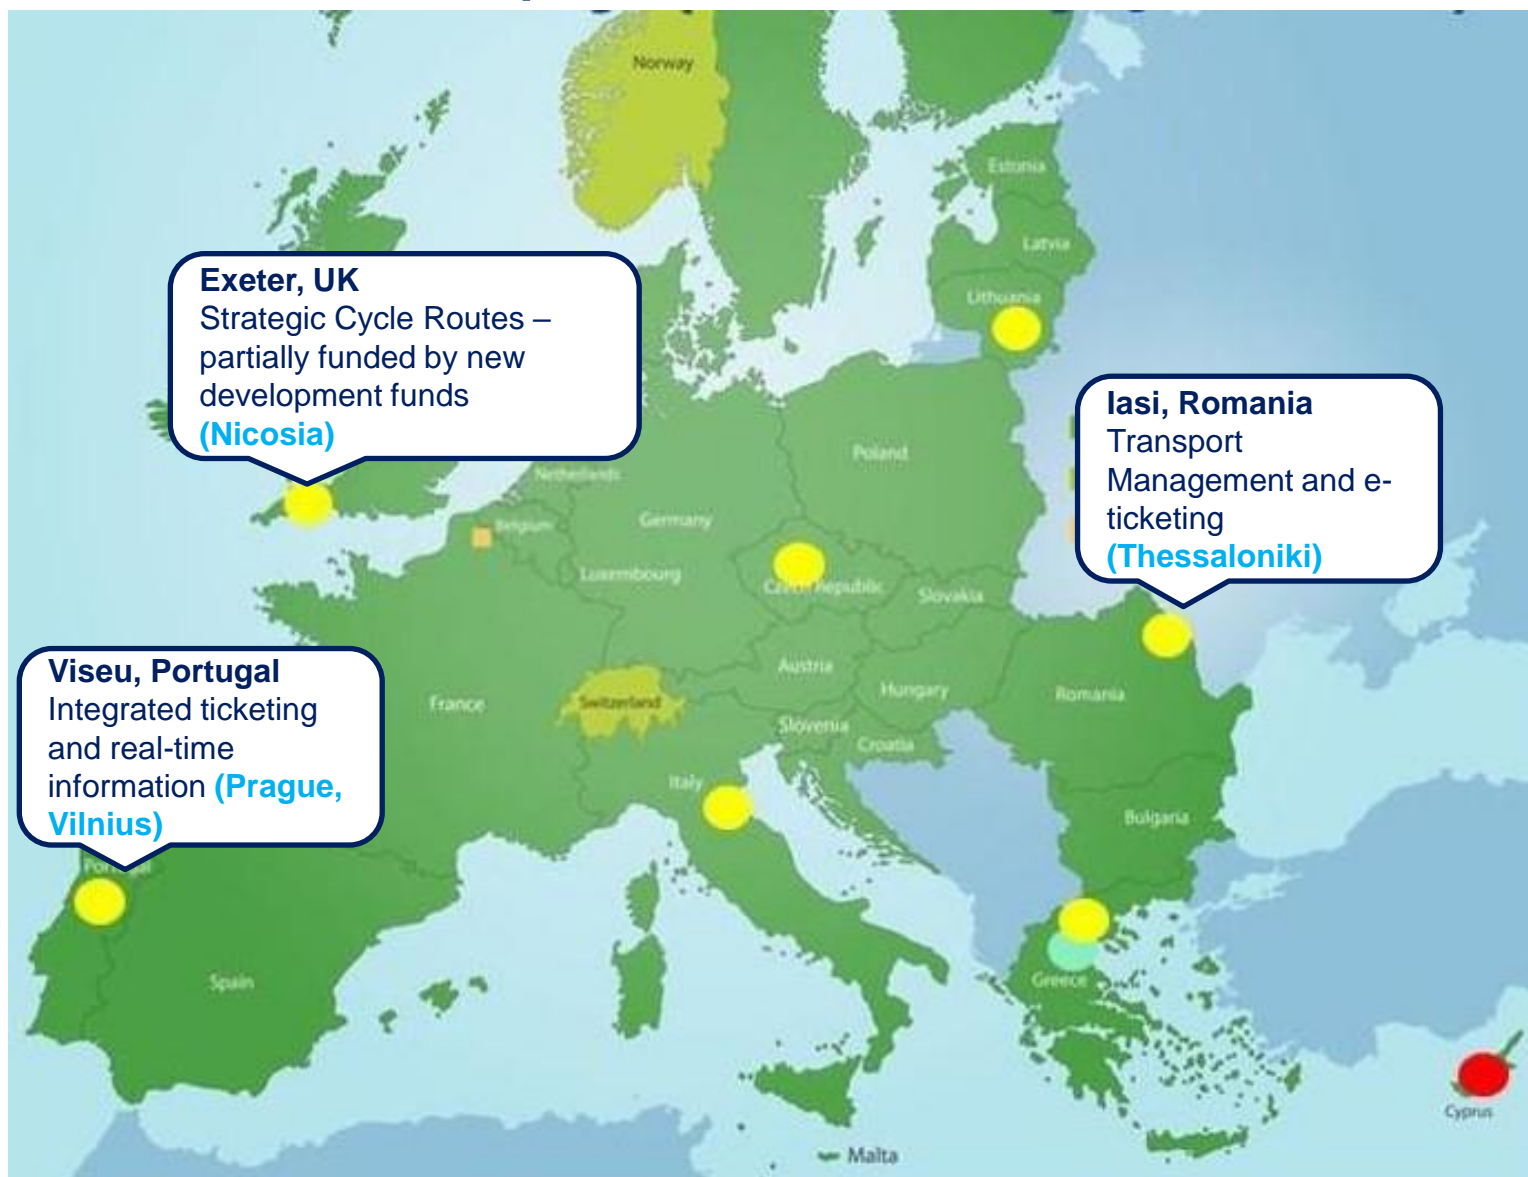 Norway
Estonia
Latvia
Lithuania
Exeter, UK
Strategic Cycle Routes –
partially funded by new
development funds
(Nicosia)
Iasi, Romania
Transport
Management and e-
ticketing
(Thessaloniki)
Poland
Netherlands
Germany
Belgium
Luxembourg
Czech Republic
Slovakia
Austria
Hungary
Romania
France
Switzerland
Slovenia
Croatia
Viseu, Portugal
Integrated ticketing
and real-time
information (Prague,
Vilnius)
Italy
Bulgaria
Portugal
Spain
Greece
Cyprus
Malta